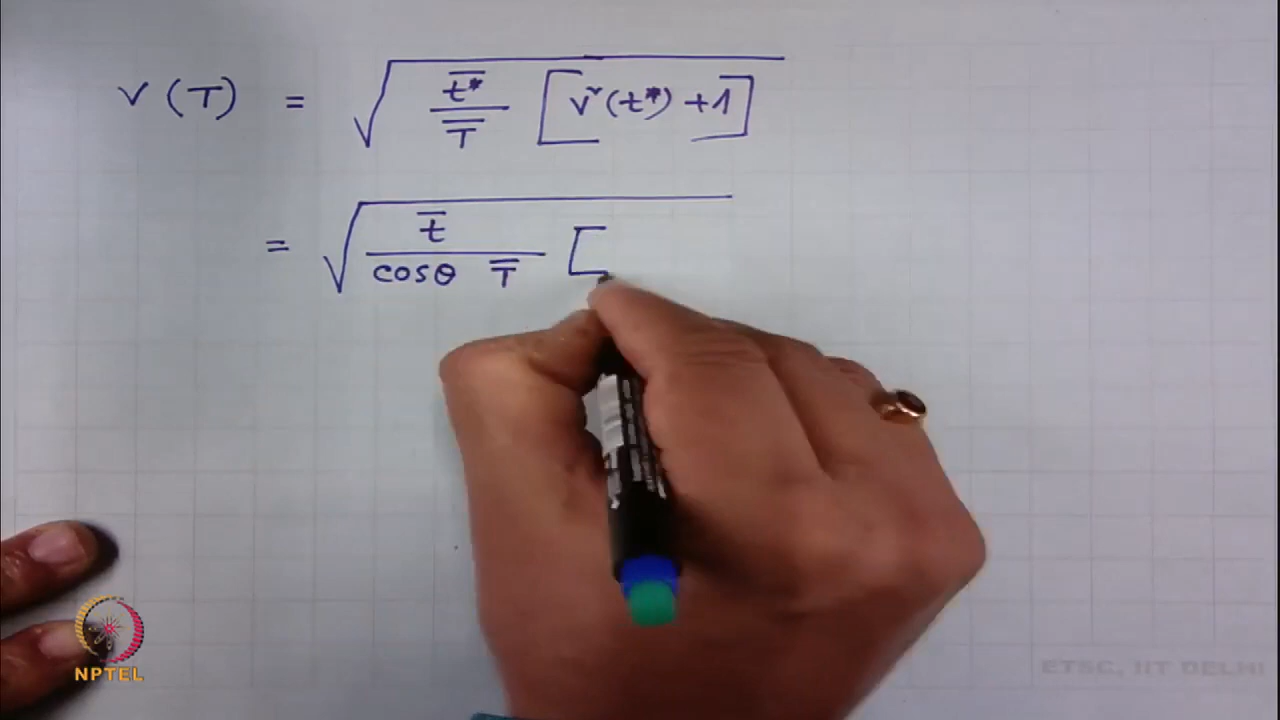 V (T) = √( t̄* / T̄ [ V²(t*) + 1 ] )
= √( t̄ / cosθ T̄ [
NPTEL
ETSC, IIT DELHI